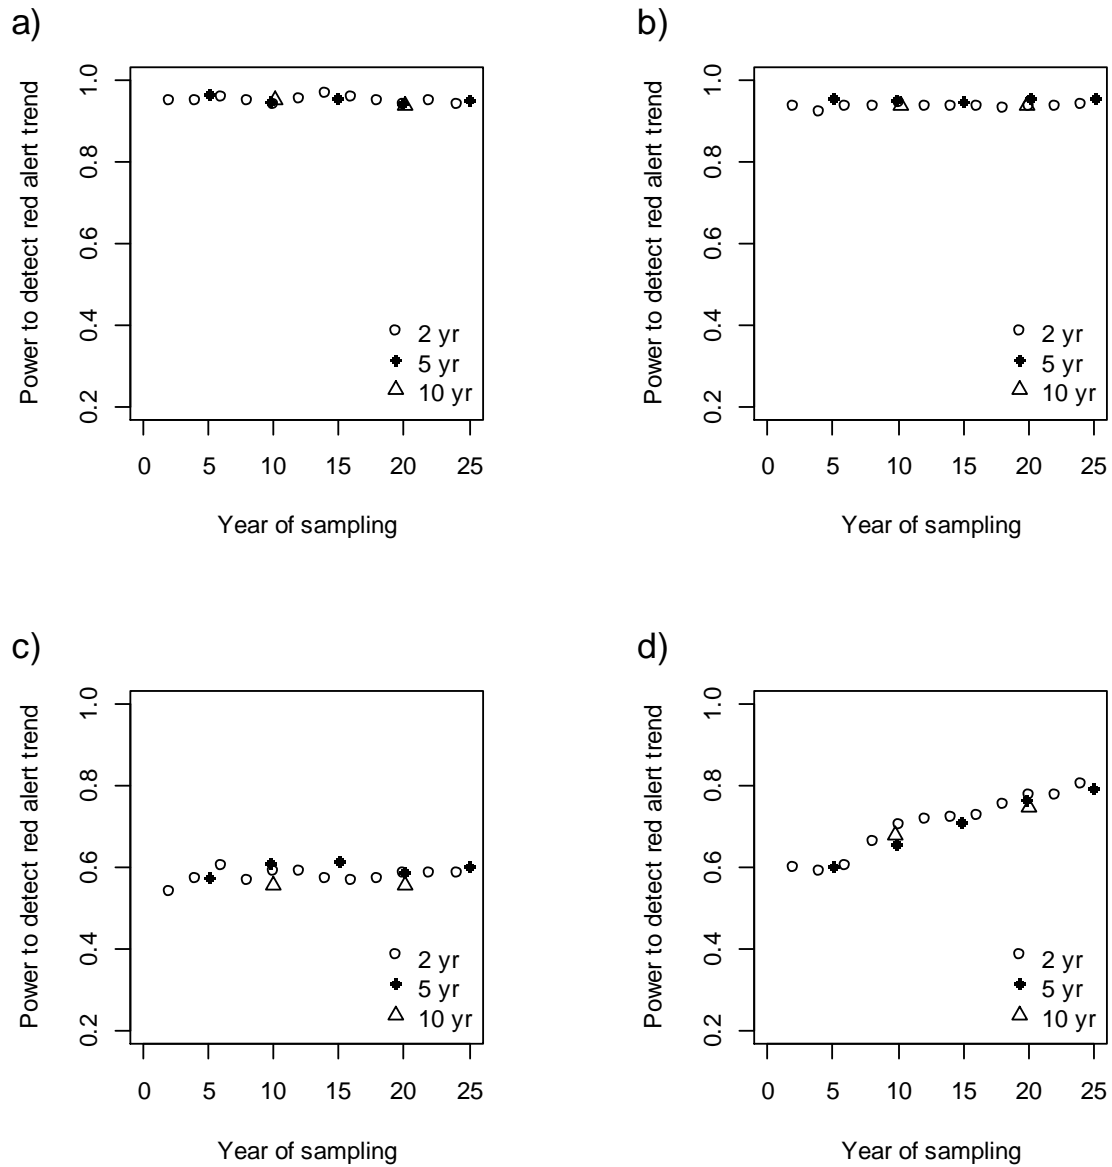 a)
Power to detect red alert trend
1.0
0.8
0.6
0.4
0.2
2 yr
5 yr
10 yr
0 5 10 15 20 25
Year of sampling
b)
Power to detect red alert trend
1.0
0.8
0.6
0.4
0.2
2 yr
5 yr
10 yr
0 5 10 15 20 25
Year of sampling
c)
Power to detect red alert trend
1.0
0.8
0.6
0.4
0.2
2 yr
5 yr
10 yr
0 5 10 15 20 25
Year of sampling
d)
Power to detect red alert trend
1.0
0.8
0.6
0.4
0.2
2 yr
5 yr
10 yr
0 5 10 15 20 25
Year of sampling